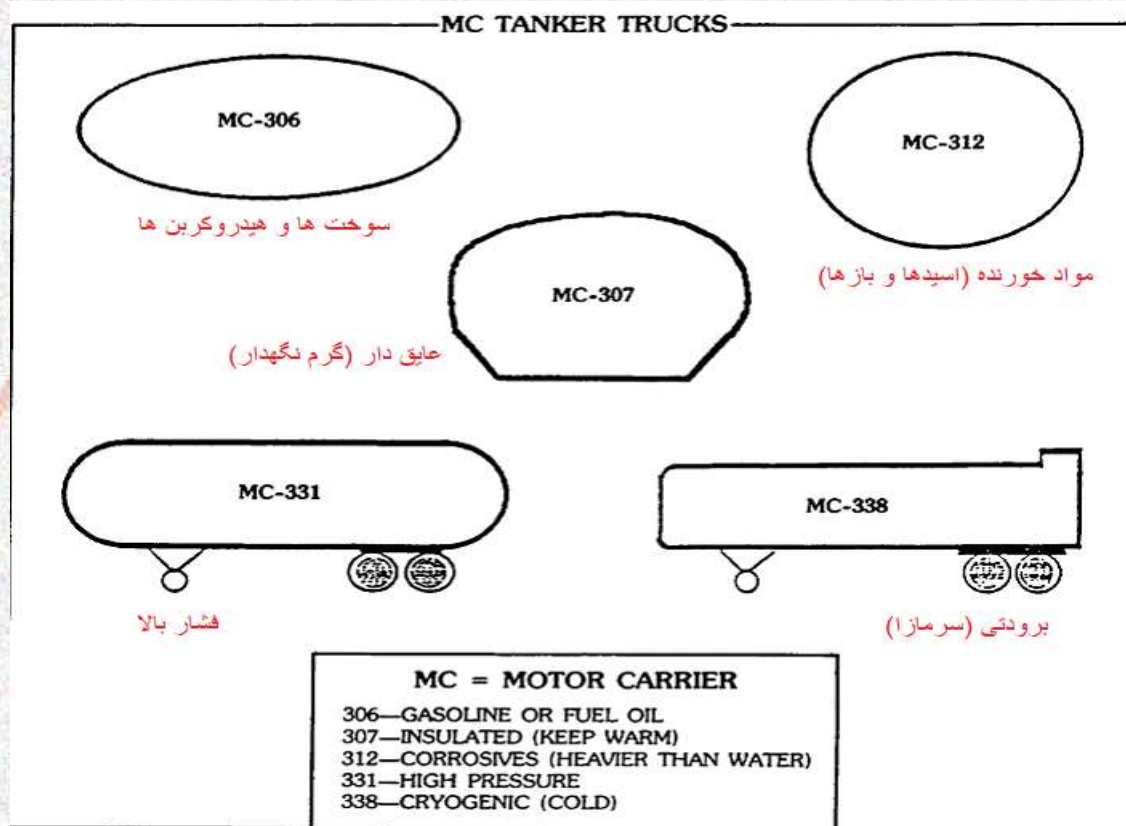 MC TANKER TRUCKS
MC-306
MC-312
سوخت ها و هیدروکربن ها
مواد خورنده (اسیدها و بازها)
MC-307
عایق دار (گرم نگهدار)
MC-331
MC-338
فشار بالا
برودتی (سرمازا)
MC = MOTOR CARRIER
306—GASOLINE OR FUEL OIL
307—INSULATED (KEEP WARM)
312—CORROSIVES (HEAVIER THAN WATER)
331—HIGH PRESSURE
338—CRYOGENIC (COLD)